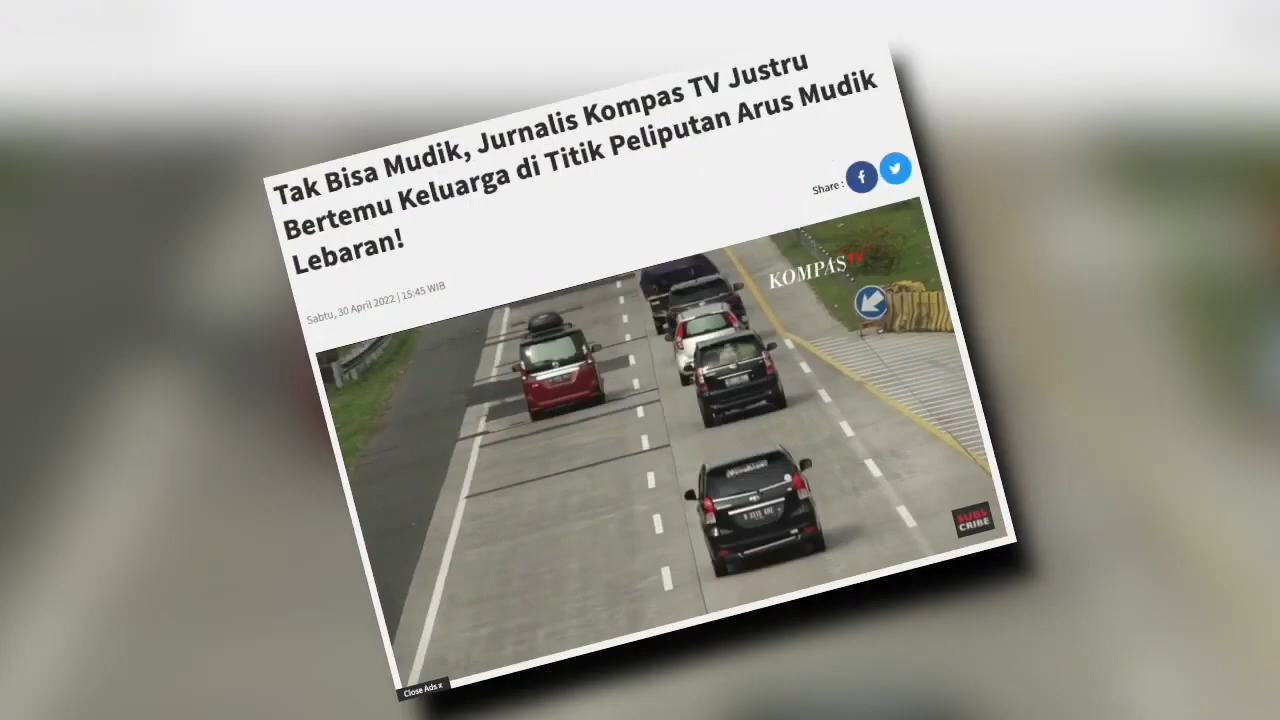 Tak Bisa Mudik, Jurnalis Kompas TV Justru
Bertemu Keluarga di Titik Peliputan Arus Mudik
Lebaran!
Share :
Sabtu, 30 April 2022 | 15:45 WIB
KOMPAS TV
SUBS
CRIBE
Close Ads x